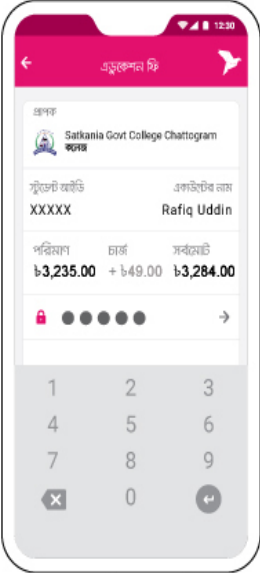 12:30
এডুকেশন ফি
প্রাপক
Satkania Govt College Chattogram
কলেজ
স্টুডেন্ট আইডি একাউন্টের নাম
XXXXX Rafiq Uddin
পরিমাণ চার্জ সর্বমোট
৳3,235.00 + ৳49.00 ৳3,284.00
1 2 3
4 5 6
7 8 9
0